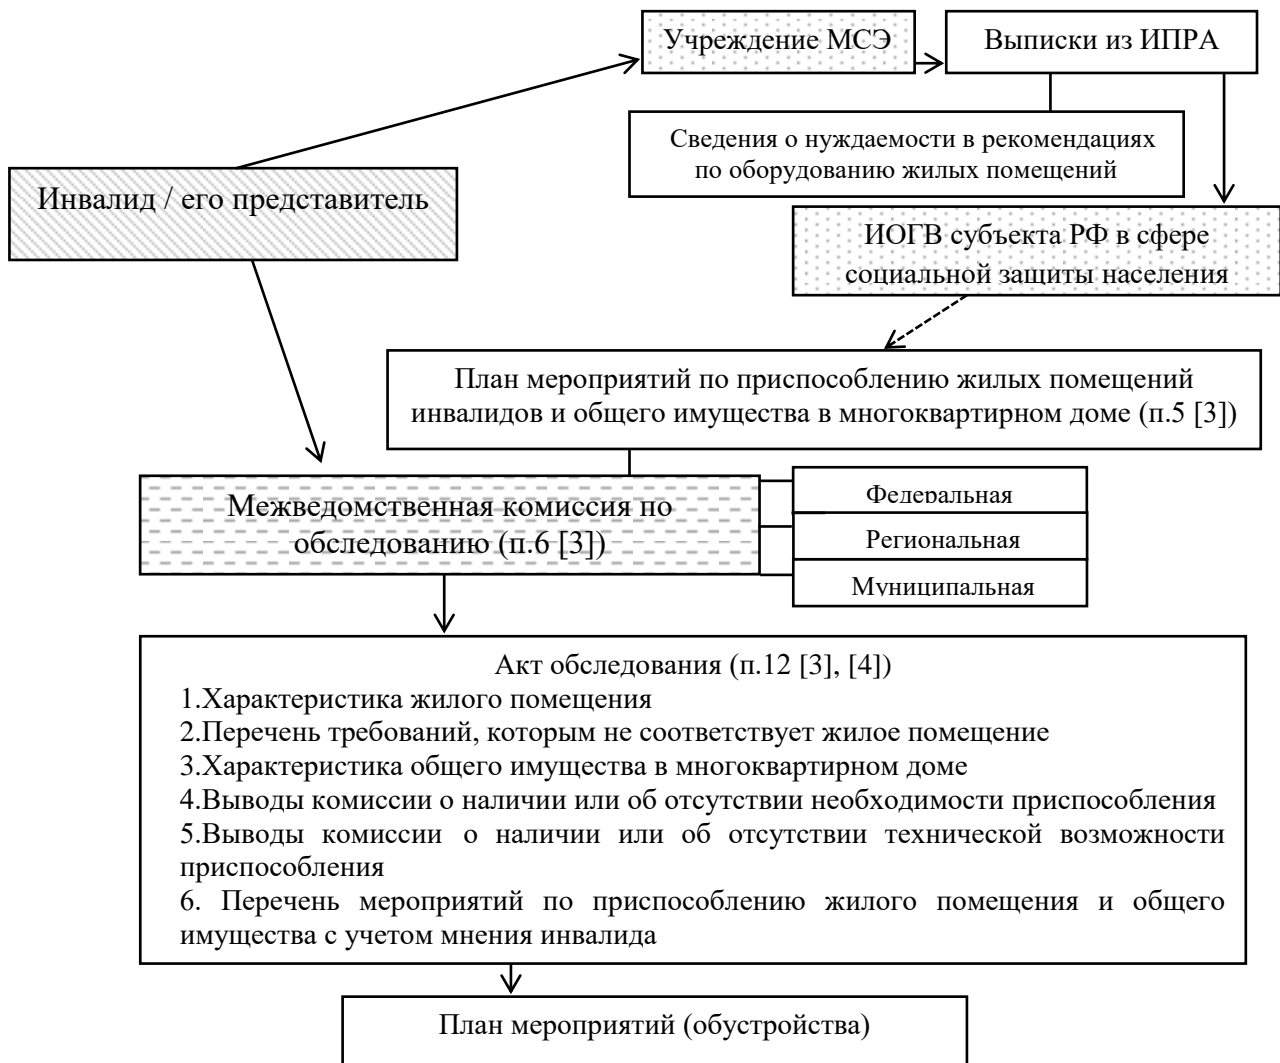 Учреждение МСЭ
Выписки из ИПРА
Сведения о нуждаемости в рекомендациях
по оборудованию жилых помещений
Инвалид / его представитель
ИОГВ субъекта РФ в сфере
социальной защиты населения
План мероприятий по приспособлению жилых помещений
инвалидов и общего имущества в многоквартирном доме (п.5 [3])
Межведомственная комиссия по
обследованию (п.6 [3])
Федеральная
Региональная
Муниципальная
Акт обследования (п.12 [3], [4])
1.Характеристика жилого помещения
2.Перечень требований, которым не соответствует жилое помещение
3.Характеристика общего имущества в многоквартирном доме
4.Выводы комиссии о наличии или об отсутствии необходимости приспособления
5.Выводы комиссии о наличии или об отсутствии технической возможности
приспособления
6. Перечень мероприятий по приспособлению жилого помещения и общего
имущества с учетом мнения инвалида
План мероприятий (обустройства)